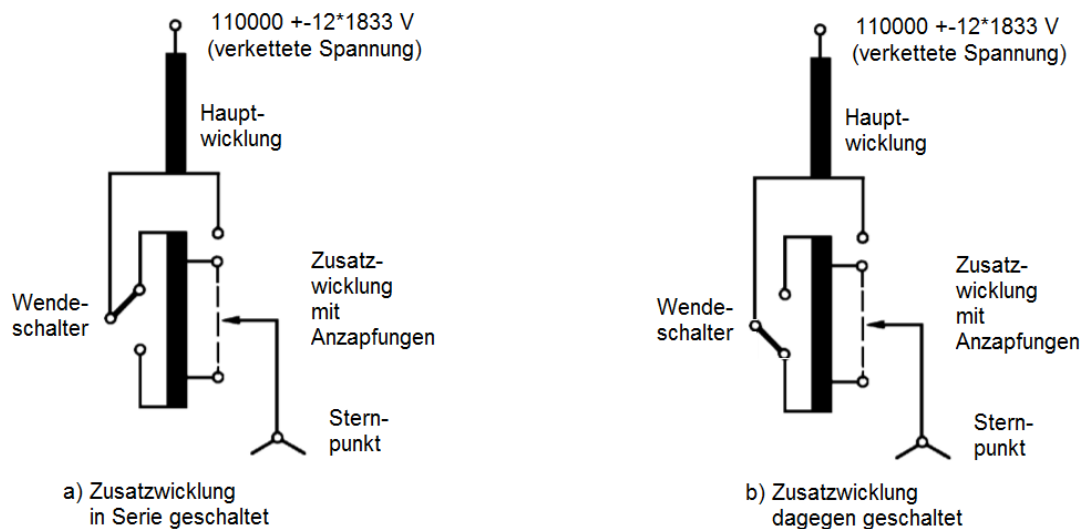 110000 +-12*1833 V
(verkettete Spannung)
Haupt-
wicklung
Zusatz-
wicklung
mit
Anzapfungen
Wende-
schalter
Stern-
punkt
a) Zusatzwicklung
in Serie geschaltet
110000 +-12*1833 V
(verkettete Spannung)
Haupt-
wicklung
Zusatz-
wicklung
mit
Anzapfungen
Wende-
schalter
Stern-
punkt
b) Zusatzwicklung
dagegen geschaltet